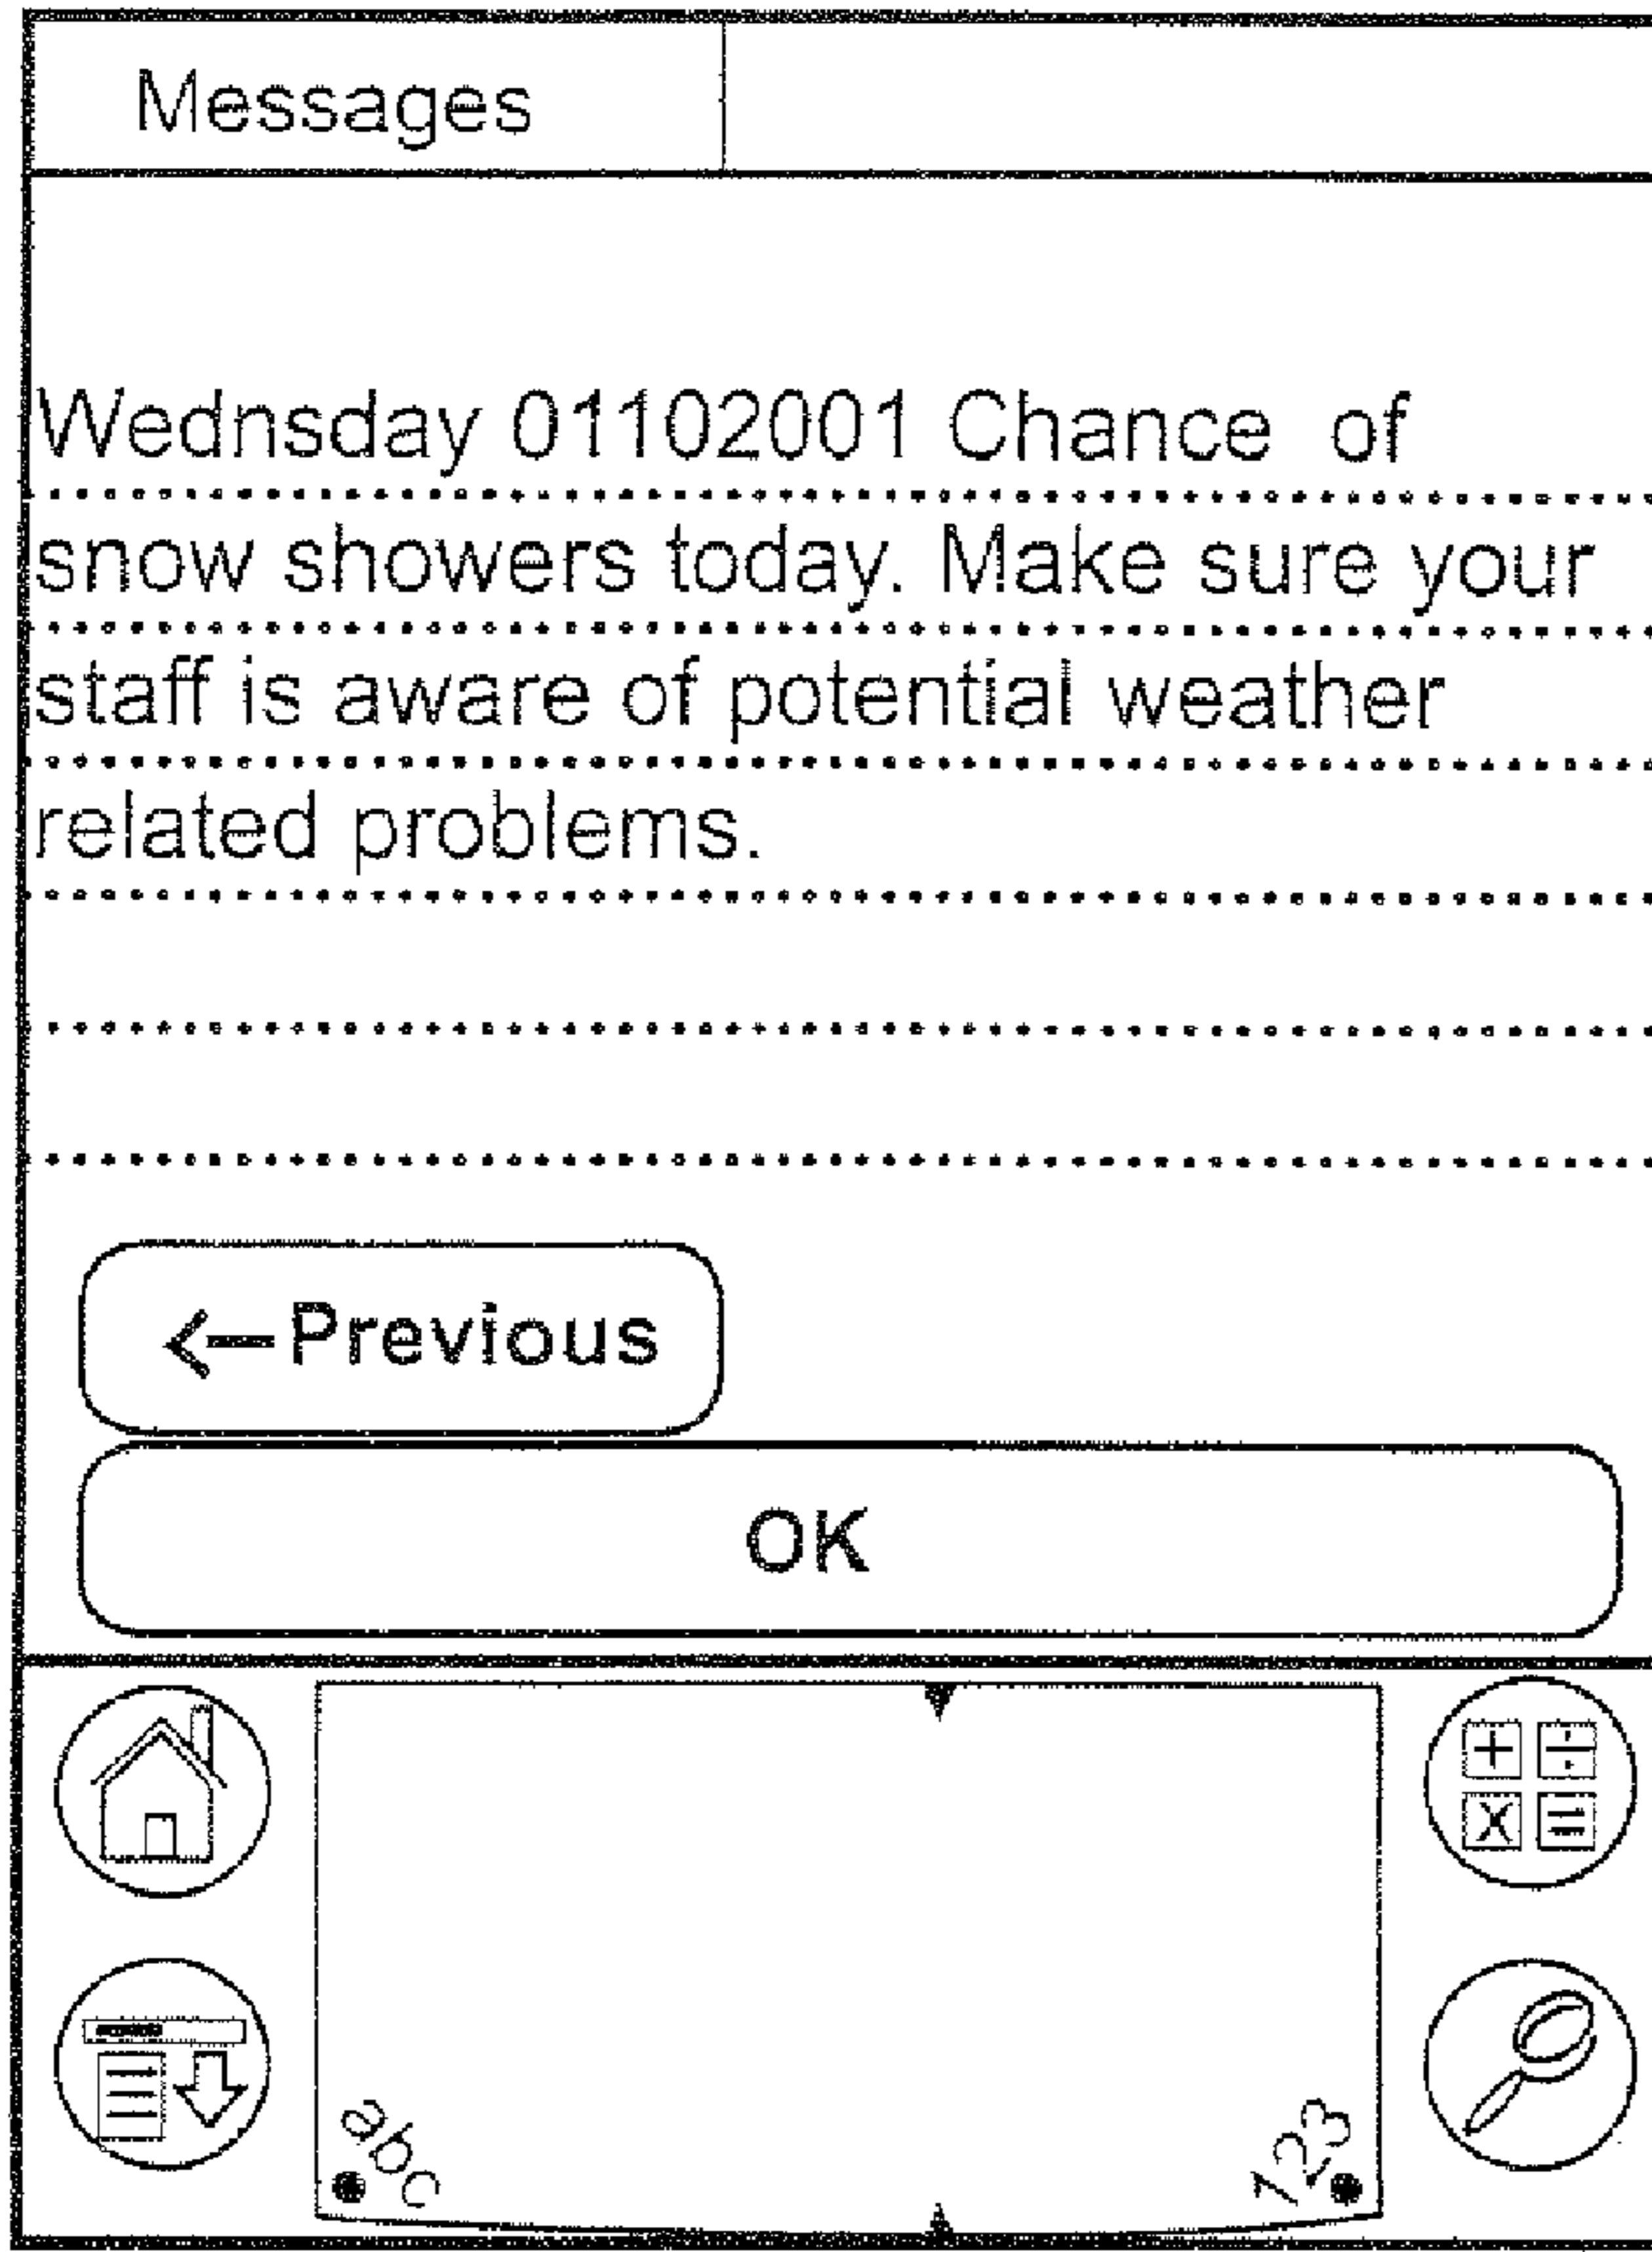 Messages
Wednsday 01102001 Chance of
snow showers today. Make sure your
staff is aware of potential weather
related problems.
←Previous
OK
+ ÷
x =
abc
123